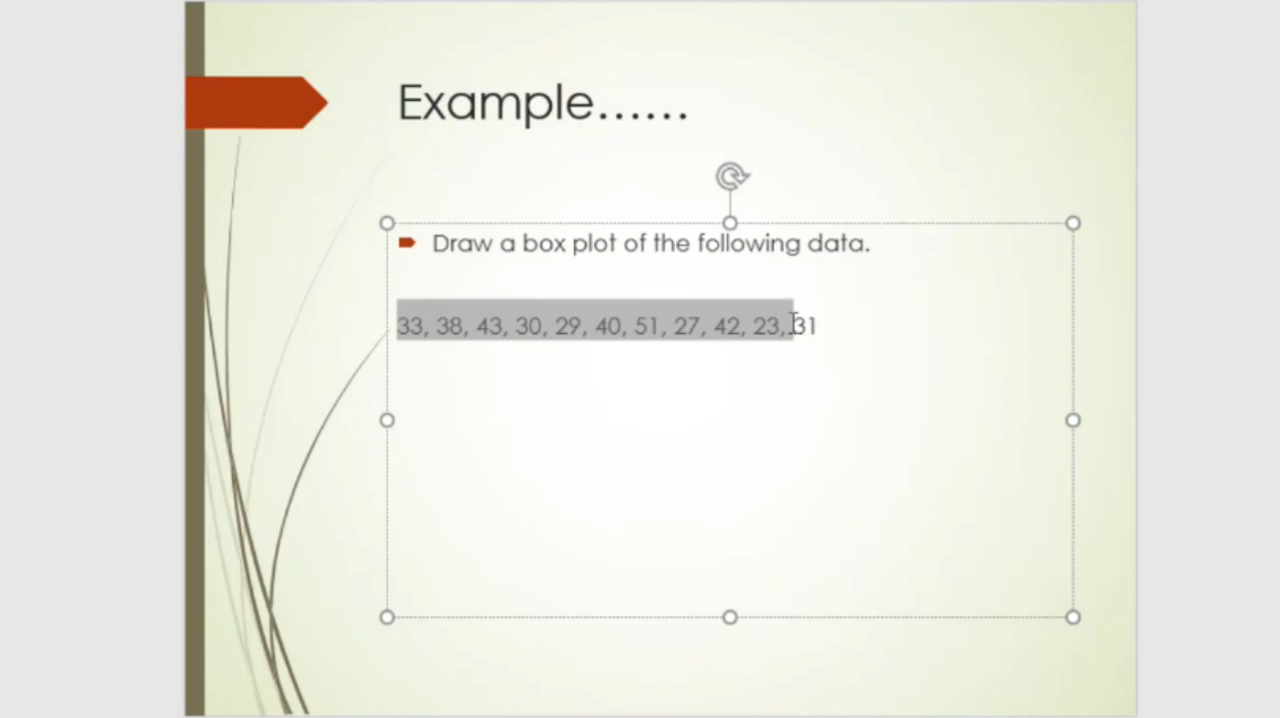 Example......
Draw a box plot of the following data.
33, 38, 43, 30, 29, 40, 51, 27, 42, 23, 31